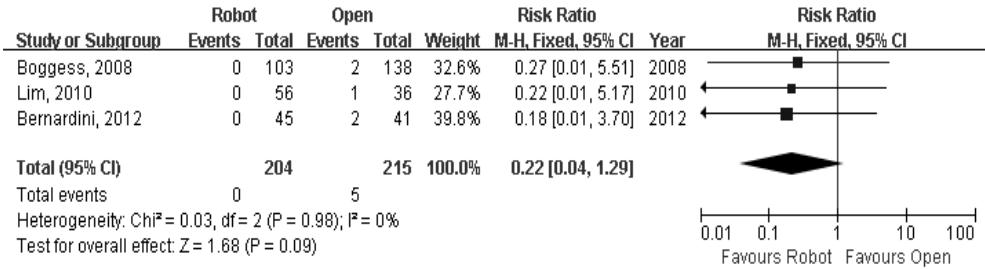 Robot Open Risk Ratio Risk Ratio
Study or Subgroup Events Total Events Total Weight M-H, Fixed, 95% CI Year M-H, Fixed, 95% CI
Boggess, 2008 0 103 2 138 32.6% 0.27 [0.01, 5.51] 2008
Lim, 2010 0 56 1 36 27.7% 0.22 [0.01, 5.17] 2010
Bernardini, 2012 0 45 2 41 39.8% 0.18 [0.01, 3.70] 2012
Total (95% CI) 204 215 100.0% 0.22 [0.04, 1.29]
Total events 0 5
Heterogeneity: Chi² = 0.03, df = 2 (P = 0.98); I² = 0%
Test for overall effect: Z = 1.68 (P = 0.09)
0.01 0.1 1 10 100
Favours Robot Favours Open